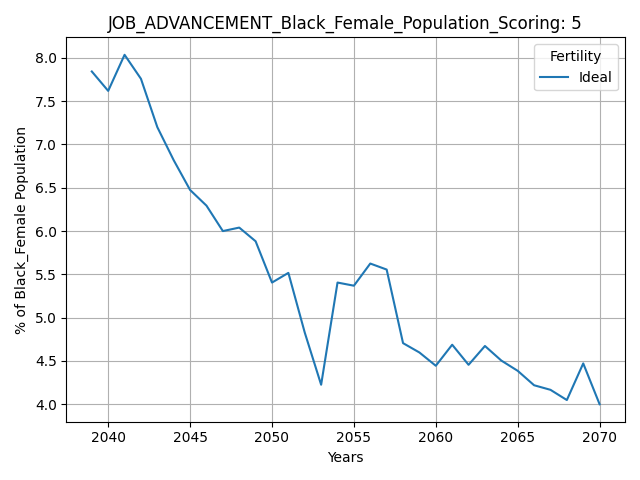 JOB_ADVANCEMENT_Black_Female_Population_Scoring: 5
Fertility
Ideal
% of Black_Female Population
8.0
7.5
7.0
6.5
6.0
5.5
5.0
4.5
4.0
2040 2045 2050 2055 2060 2065 2070
Years